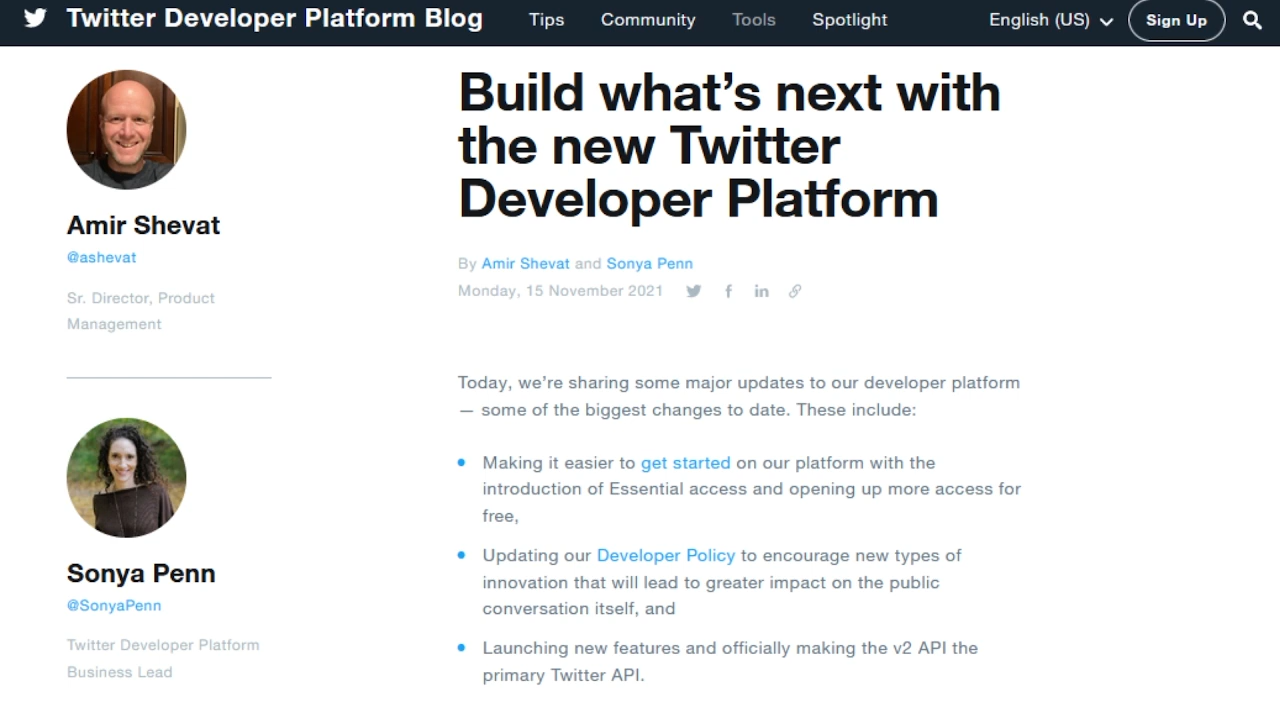 Twitter Developer Platform Blog Tips Community Tools Spotlight English (US) Sign Up
Amir Shevat
@ashevat
Sr. Director, Product
Management
Sonya Penn
@SonyaPenn
Twitter Developer Platform
Business Lead
Build what’s next with
the new Twitter
Developer Platform
By Amir Shevat and Sonya Penn
Monday, 15 November 2021
Today, we’re sharing some major updates to our developer platform
— some of the biggest changes to date. These include:
• Making it easier to get started on our platform with the
introduction of Essential access and opening up more access for
free,
• Updating our Developer Policy to encourage new types of
innovation that will lead to greater impact on the public
conversation itself, and
• Launching new features and officially making the v2 API the
primary Twitter API.